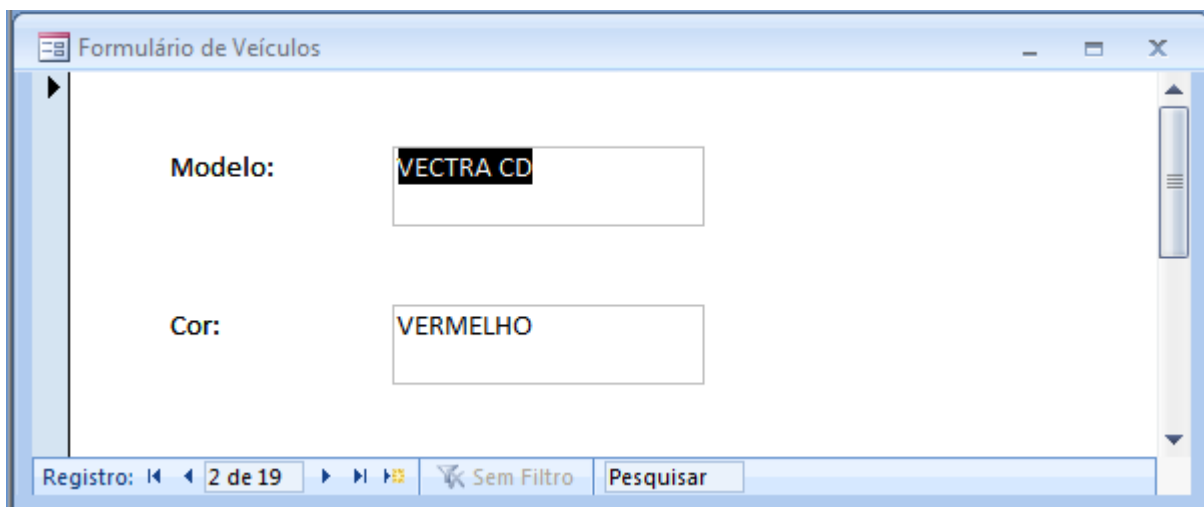 Formulário de Veículos
Modelo: VECTRA CD
Cor: VERMELHO
Registro: 2 de 19 Sem Filtro Pesquisar